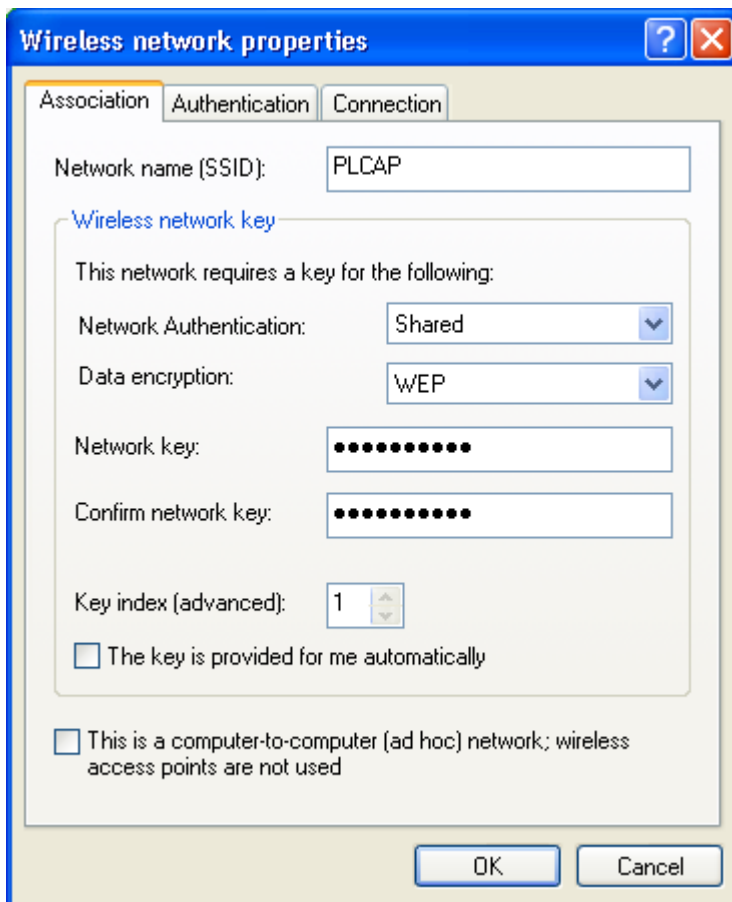 Wireless network properties
Association Authentication Connection
Network name (SSID): PLCAP
Wireless network key
This network requires a key for the following:
Network Authentication: Shared
Data encryption: WEP
Network key: ••••••••••
Confirm network key: ••••••••••
Key index (advanced): 1
The key is provided for me automatically
This is a computer-to-computer (ad hoc) network; wireless
access points are not used
OK Cancel